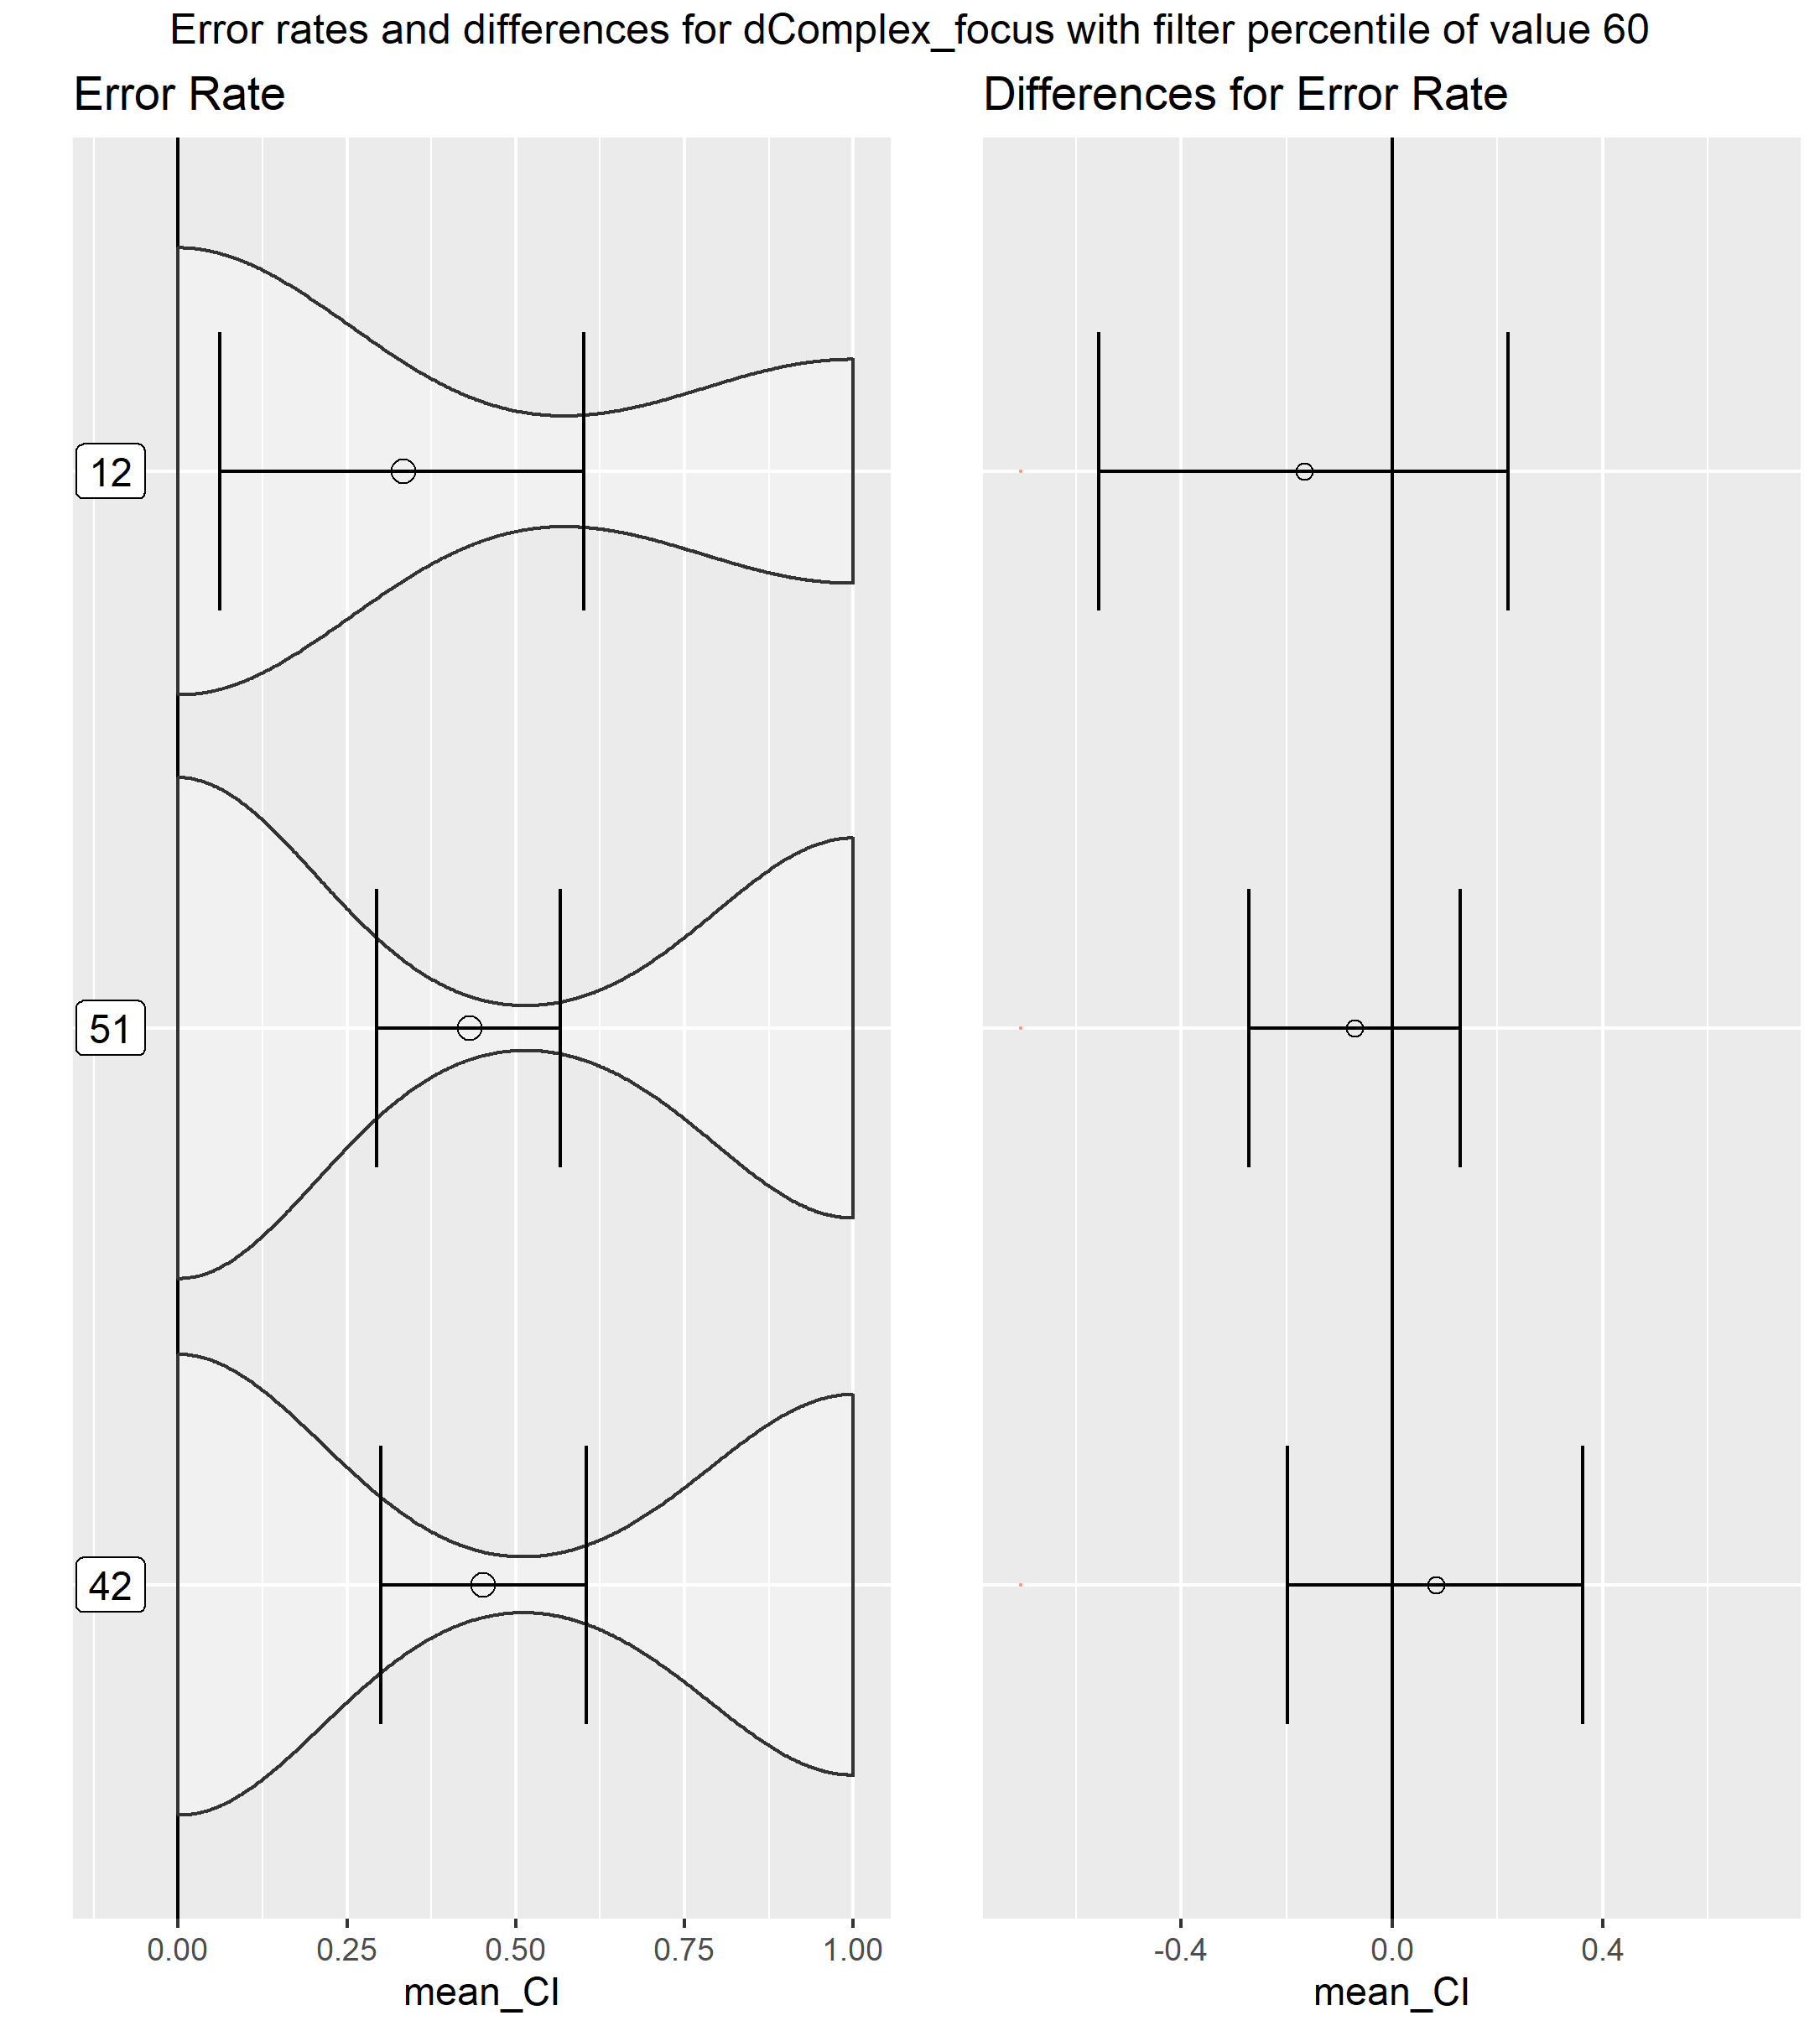 Error rates and differences for dComplex_focus with filter percentile of value 60
Error Rate
Differences for Error Rate
12
51
42
0.00 0.25 0.50 0.75 1.00
-0.4 0.0 0.4
mean_CI
mean_CI